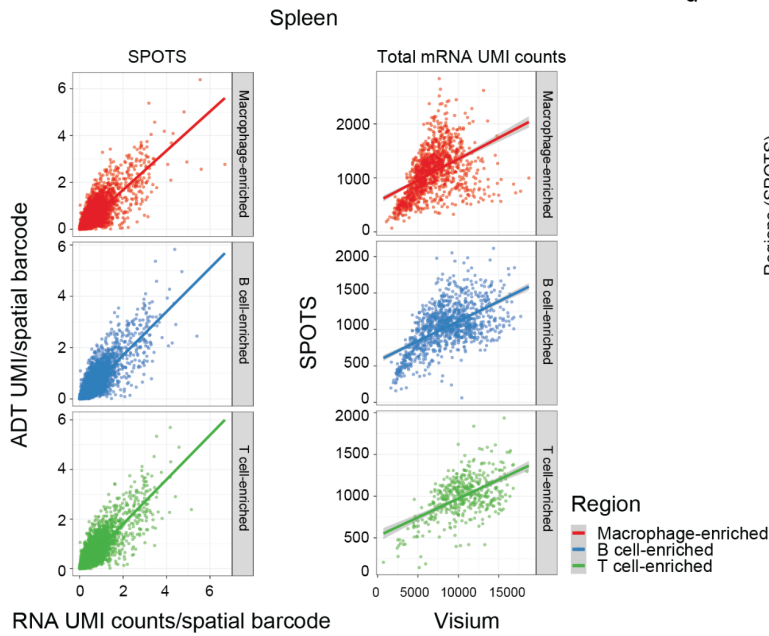 Spleen
SPOTS
Total mRNA UMI counts
ADT UMI/spatial barcode
6
4
2
0
Macrophage-enriched
6
4
2
0
B cell-enriched
6
4
2
0
T cell-enriched
0 2 4 6
RNA UMI counts/spatial barcode
SPOTS
2000
1000
0
Macrophage-enriched
2000
1500
1000
500
0
B cell-enriched
2000
1500
1000
500
0
T cell-enriched
0 5000 10000 15000
Visium
Region
Macrophage-enriched
B cell-enriched
T cell-enriched
(SPOTS)